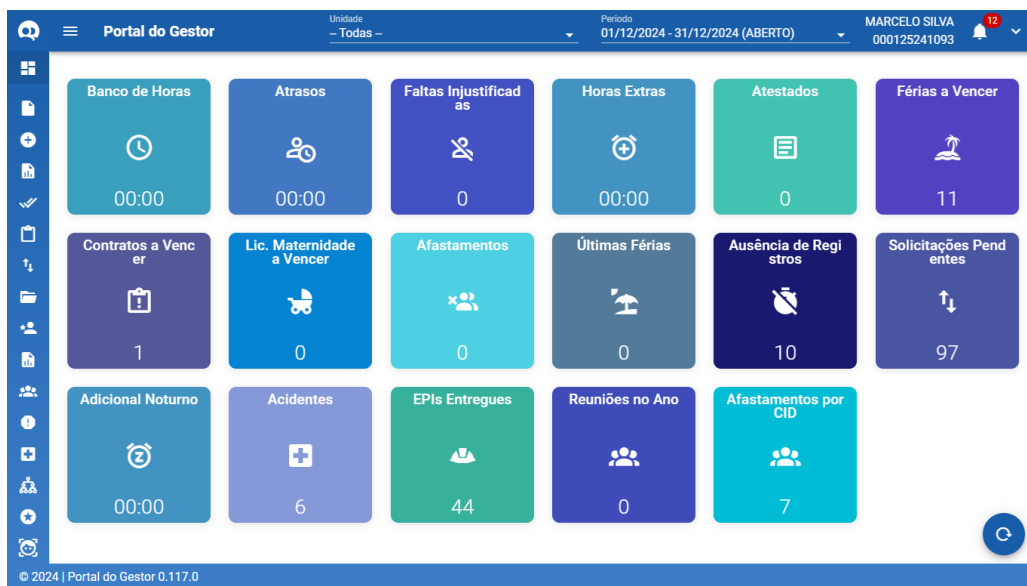 Portal do Gestor
Unidade
-- Todas --
Periodo
01/12/2024 - 31/12/2024 (ABERTO)
MARCELO SILVA
000125241093
12
Banco de Horas
00:00
Atrasos
00:00
Faltas Injustificad
as
0
Horas Extras
00:00
Atestados
0
Férias a Vencer
11
Contratos a Venc
er
1
Lic. Maternidade
a Vencer
0
Afastamentos
0
Últimas Férias
0
Ausência de Regi
stros
10
Solicitações Pend
entes
97
Adicional Noturno
00:00
Acidentes
6
EPIs Entregues
44
Reuniões no Ano
0
Afastamentos por
CID
7
© 2024 | Portal do Gestor 0.117.0